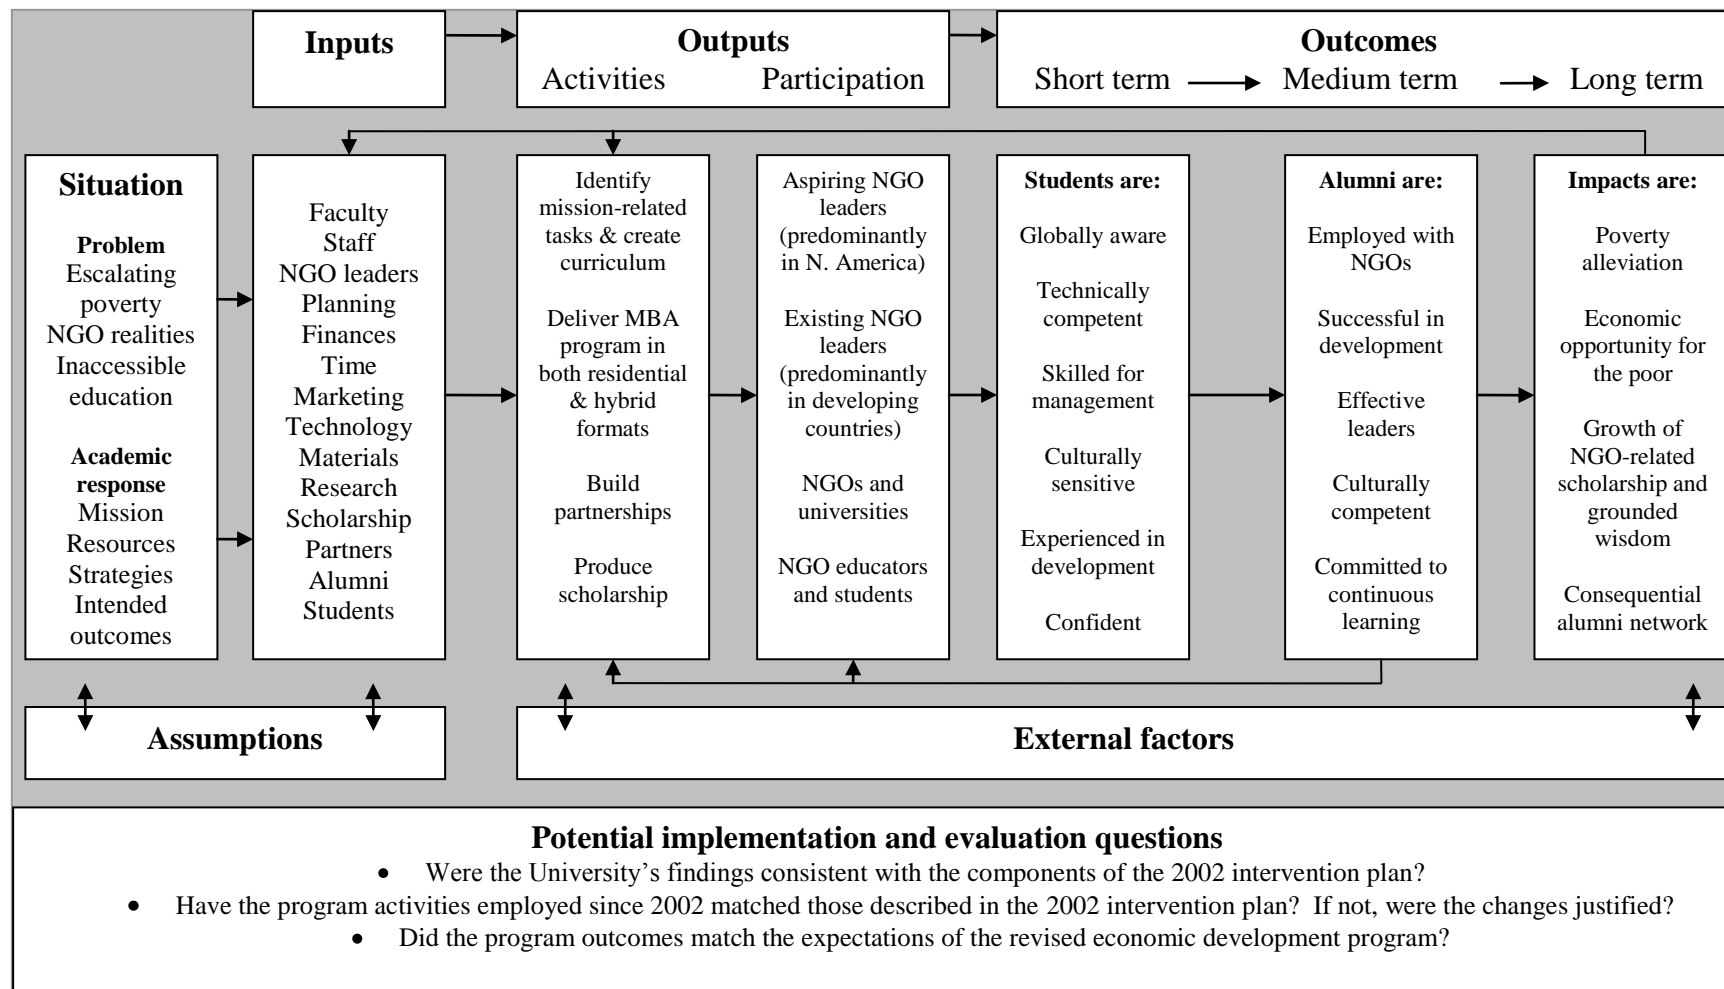 Inputs
Outputs
Activities Participation
Outcomes
Short term Medium term Long term
Situation
Problem
Escalating
poverty
NGO realities
Inaccessible
education
Academic
response
Mission
Resources
Strategies
Intended
outcomes
Faculty
Staff
NGO leaders
Planning
Finances
Time
Marketing
Technology
Materials
Research
Scholarship
Partners
Alumni
Students
Identify
mission-related
tasks & create
curriculum
Deliver MBA
program in
both residential
& hybrid
formats
Build
partnerships
Produce
scholarship
Aspiring NGO
leaders
(predominantly
in N. America)
Existing NGO
leaders
(predominantly
in developing
countries)
NGOs and
universities
NGO educators
and students
Students are:
Globally aware
Technically
competent
Skilled for
management
Culturally
sensitive
Experienced in
development
Confident
Alumni are:
Employed with
NGOs
Successful in
development
Effective
leaders
Culturally
competent
Committed to
continuous
learning
Impacts are:
Poverty
alleviation
Economic
opportunity for
the poor
Growth of
NGO-related
scholarship and
grounded
wisdom
Consequential
alumni network
Assumptions
External factors
Potential implementation and evaluation questions
• Were the University’s findings consistent with the components of the 2002 intervention plan?
• Have the program activities employed since 2002 matched those described in the 2002 intervention plan? If not, were the changes justified?
• Did the program outcomes match the expectations of the revised economic development program?